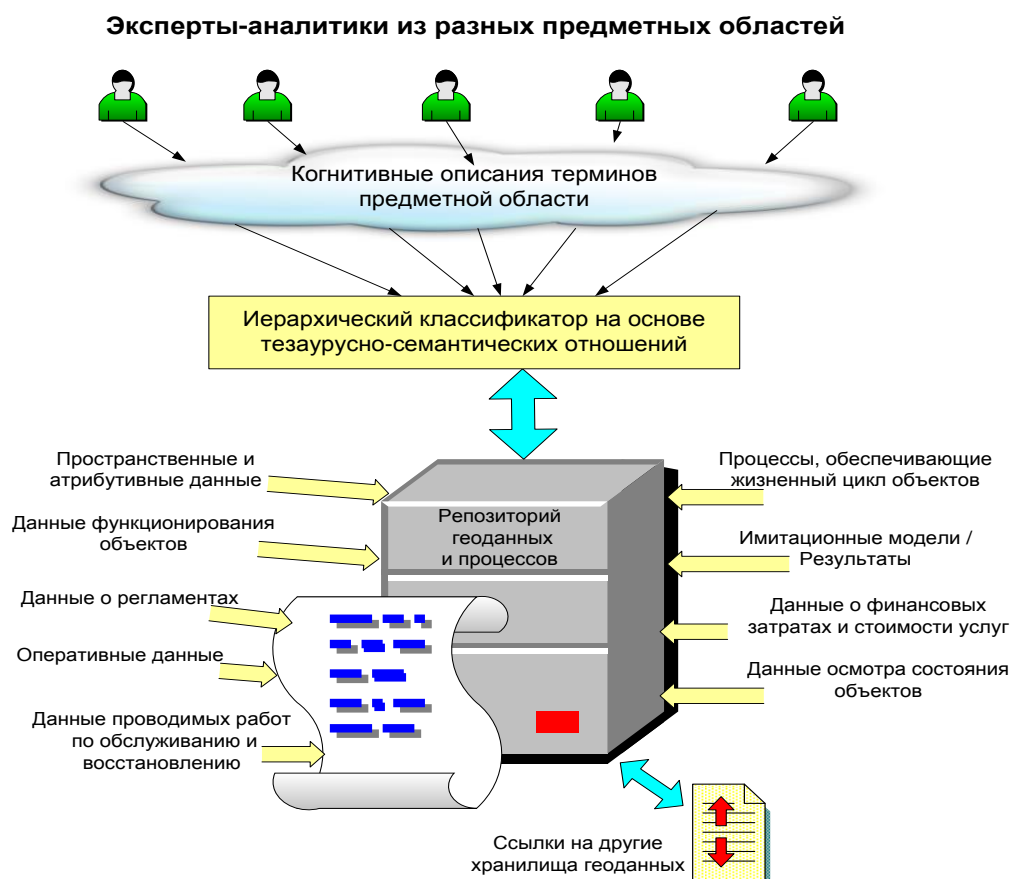 Эксперты-аналитики из разных предметных областей
Когнитивные описания терминов
предметной области
Иерархический классификатор на основе
тезаурусно-семантических отношений
Пространственные и
атрибутивные данные
Данные функционирования
объектов
Данные о регламентах
Оперативные данные
Данные проводимых работ
по обслуживанию и
восстановлению
Репозиторий
геоданных
и процессов
Процессы, обеспечивающие
жизненный цикл объектов
Имитационные модели /
Результаты
Данные о финансовых
затратах и стоимости услуг
Данные осмотра состояния
объектов
Ссылки на другие
хранилища геоданных